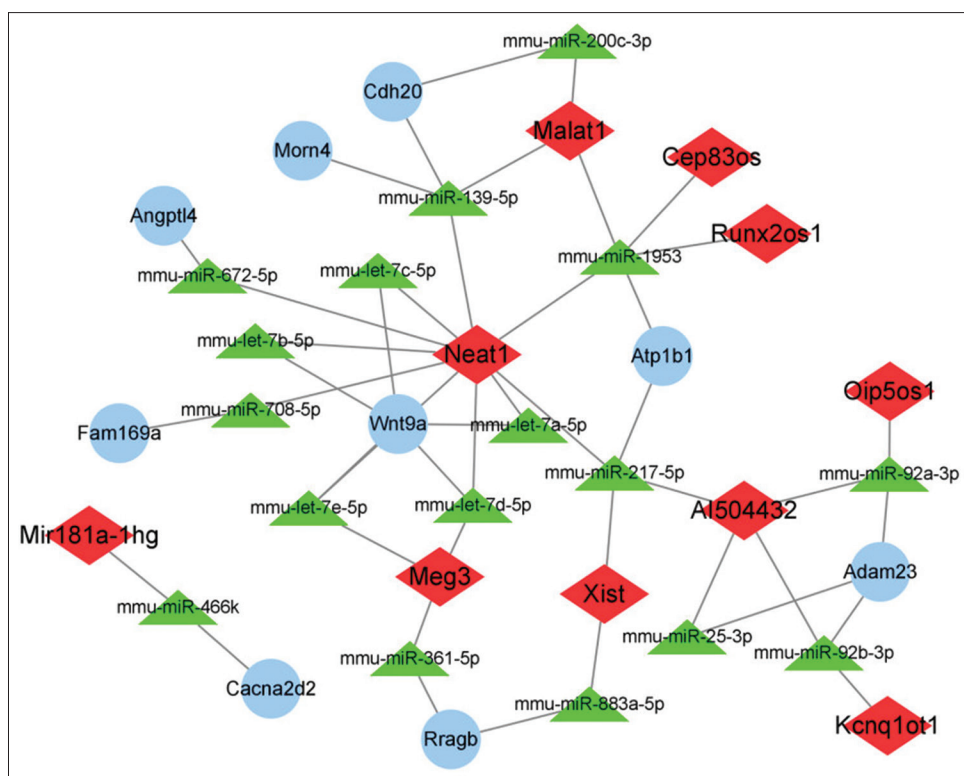 mmu-miR-200c-3p
Cdh20
Malat1
Morn4
Cep83os
mmu-miR-139-5p
Angptl4
Runx2os1
mmu-miR-1953
mmu-let-7c-5p
mmu-miR-672-5p
mmu-let-7b-5p
Neat1
Atp1b1
Oip5os1
mmu-miR-708-5p
Fam169a
Wnt9a
mmu-let-7a-5p
mmu-miR-217-5p
mmu-miR-92a-3p
mmu-let-7e-5p
mmu-let-7d-5p
AI504432
Mir181a-1hg
Meg3
Xist
Adam23
mmu-miR-466k
mmu-miR-25-3p
mmu-miR-92b-3p
mmu-miR-361-5p
Cacna2d2
mmu-miR-883a-5p
Rragb
Kcnq1ot1